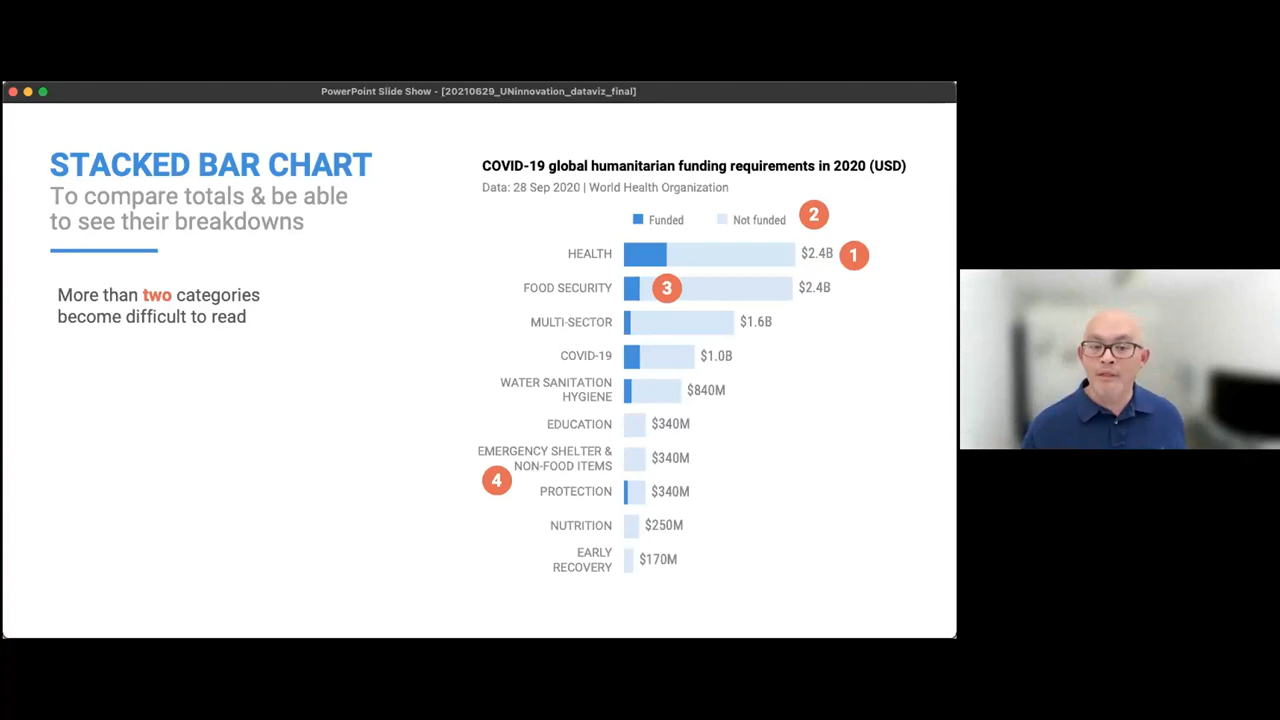 PowerPoint Slide Show - [20210629_UNinnovation_dataviz_final]
STACKED BAR CHART
To compare totals & be able
to see their breakdowns
More than two categories
become difficult to read
COVID-19 global humanitarian funding requirements in 2020 (USD)
Data: 28 Sep 2020 | World Health Organization
Funded Not funded 2
HEALTH $2.4B 1
FOOD SECURITY 3 $2.4B
MULTI-SECTOR $1.6B
COVID-19 $1.0B
WATER SANITATION
HYGIENE $840M
EDUCATION $340M
EMERGENCY SHELTER &
NON-FOOD ITEMS $340M
4
PROTECTION $340M
NUTRITION $250M
EARLY
RECOVERY $170M